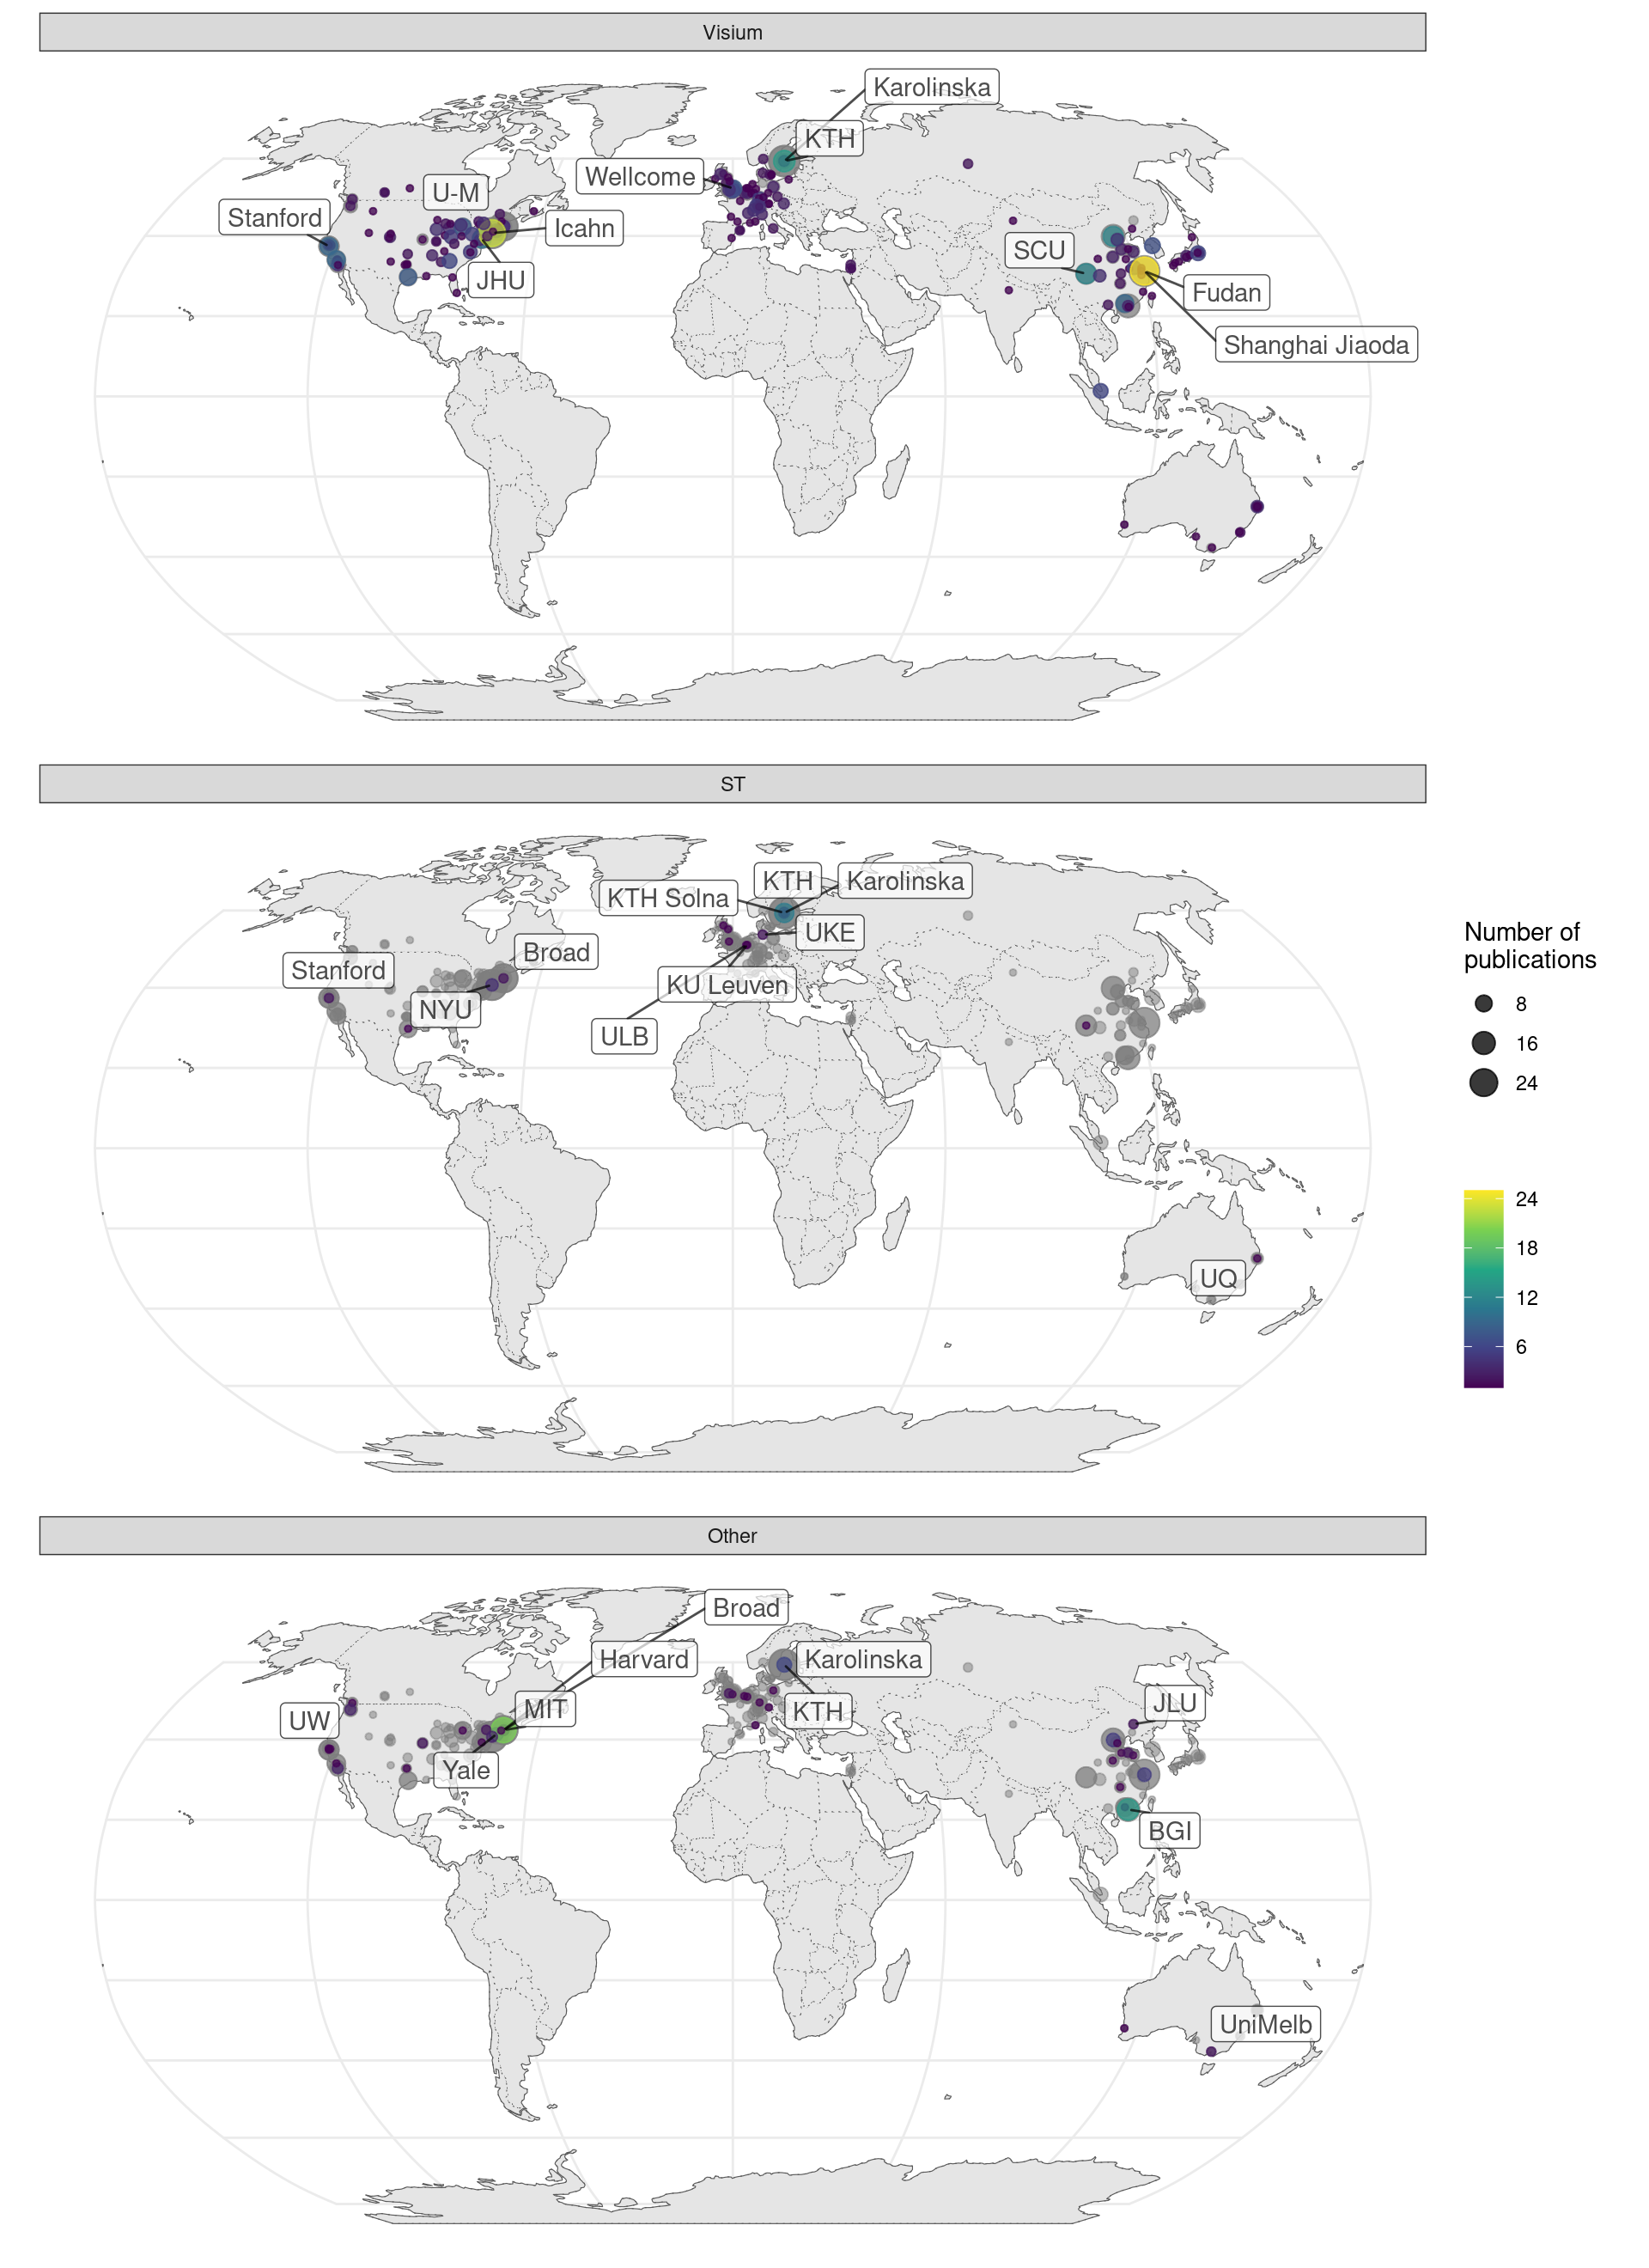 Visium
Karolinska
KTH
Wellcome
U-M
Stanford
Icahn
SCU
JHU
Fudan
Shanghai Jiaoda
ST
KTH
Karolinska
KTH Solna
UKE
Broad
Stanford
KU Leuven
NYU
ULB
UQ
Number of
publications
8
16
24
24
18
12
6
Other
Broad
Harvard
Karolinska
JLU
MIT
KTH
UW
Yale
BGI
UniMelb